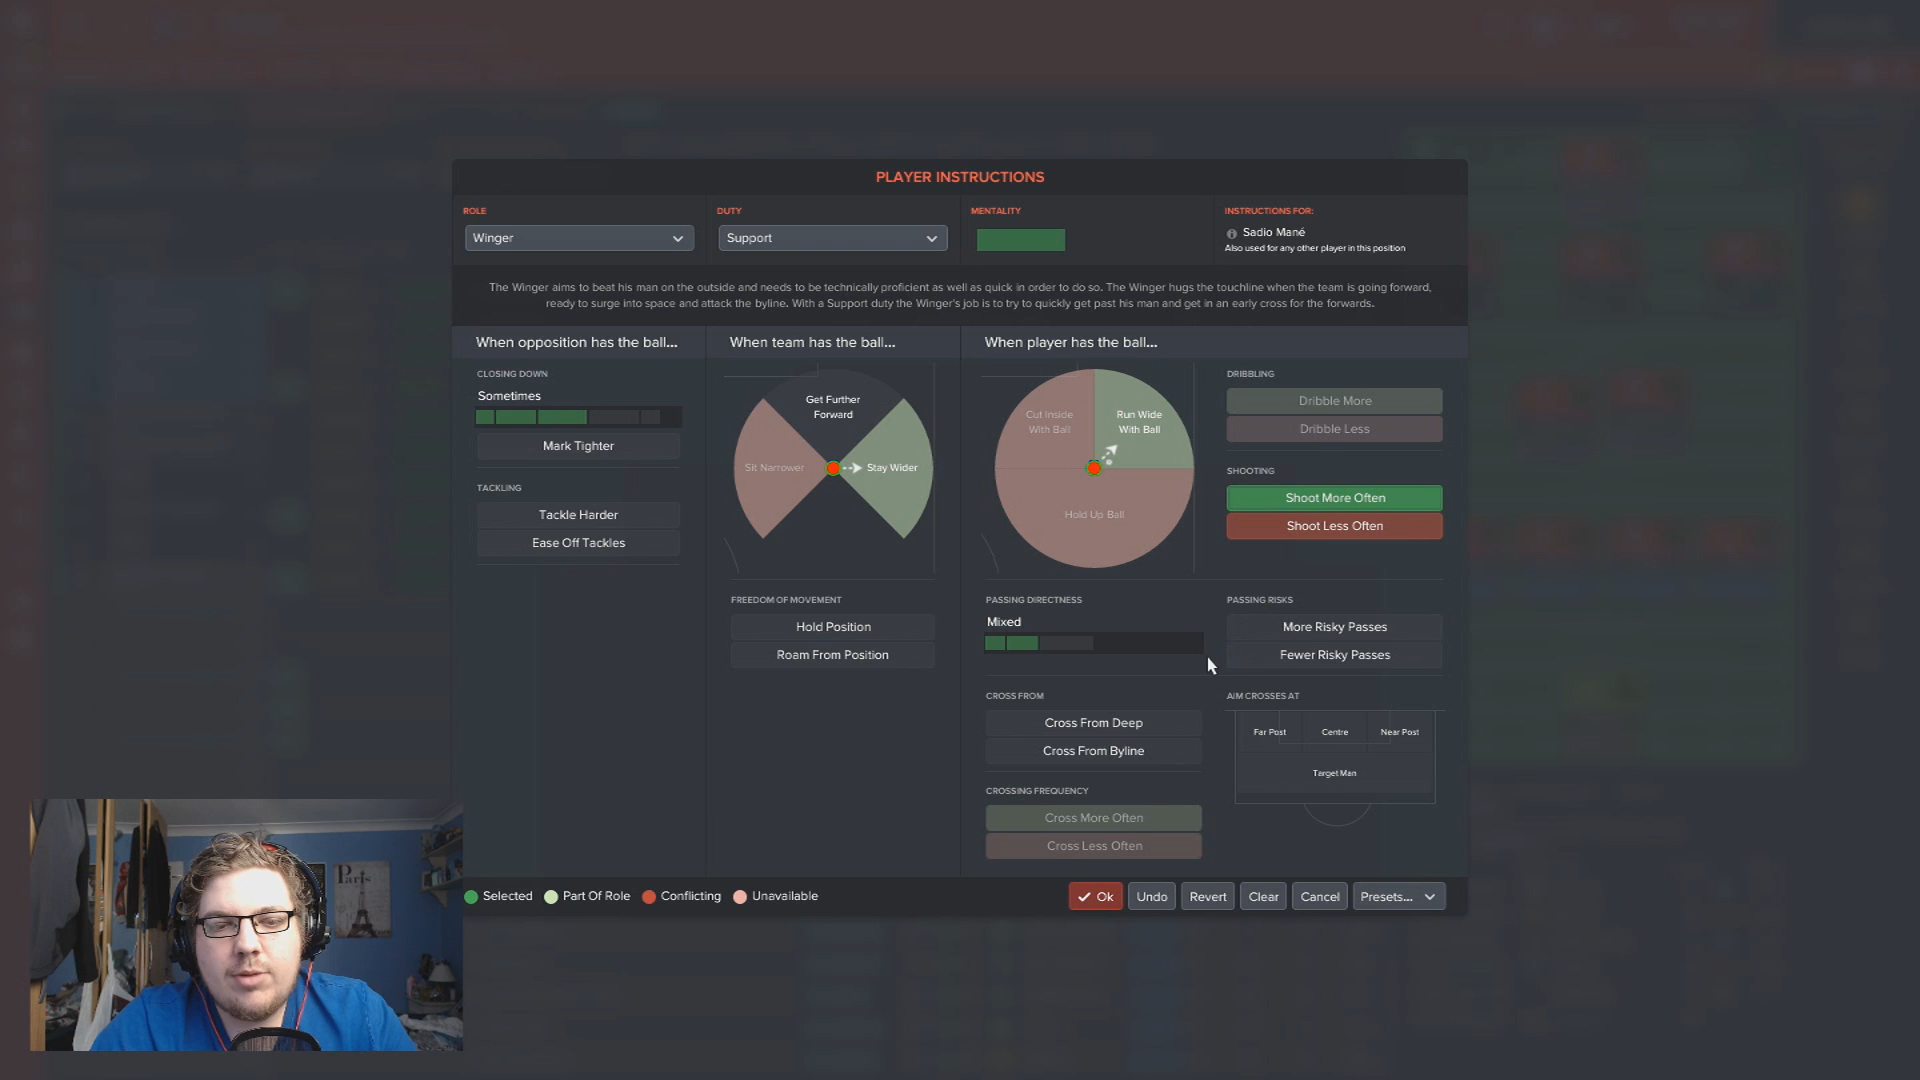 PLAYER INSTRUCTIONS
ROLE
DUTY
MENTALITY
INSTRUCTIONS FOR:
Winger
Support
Sadio Mané
Also used for any other player in this position
The Winger aims to beat his man on the outside and needs to be technically proficient as well as quick in order to do so. The Winger hugs the touchline when the team is going forward,
ready to surge into space and attack the byline. With a Support duty the Winger's job is to try to quickly get past his man and get in an early cross for the forwards.
When opposition has the ball...
When team has the ball...
When player has the ball...
CLOSING DOWN
Sometimes
Mark Tighter
TACKLING
Tackle Harder
Ease Off Tackles
Get Further
Forward
Sit Narrower
Stay Wider
FREEDOM OF MOVEMENT
Hold Position
Roam From Position
Cut Inside
With Ball
Run Wide
With Ball
Hold Up Ball
DRIBBLING
Dribble More
Dribble Less
SHOOTING
Shoot More Often
Shoot Less Often
PASSING DIRECTNESS
Mixed
PASSING RISKS
More Risky Passes
Fewer Risky Passes
CROSS FROM
Cross From Deep
Cross From Byline
AIM CROSSES AT
Far Post
Centre
Near Post
Target Man
CROSSING FREQUENCY
Cross More Often
Cross Less Often
Selected
Part Of Role
Conflicting
Unavailable
Ok
Undo
Revert
Clear
Cancel
Presets...
Paris